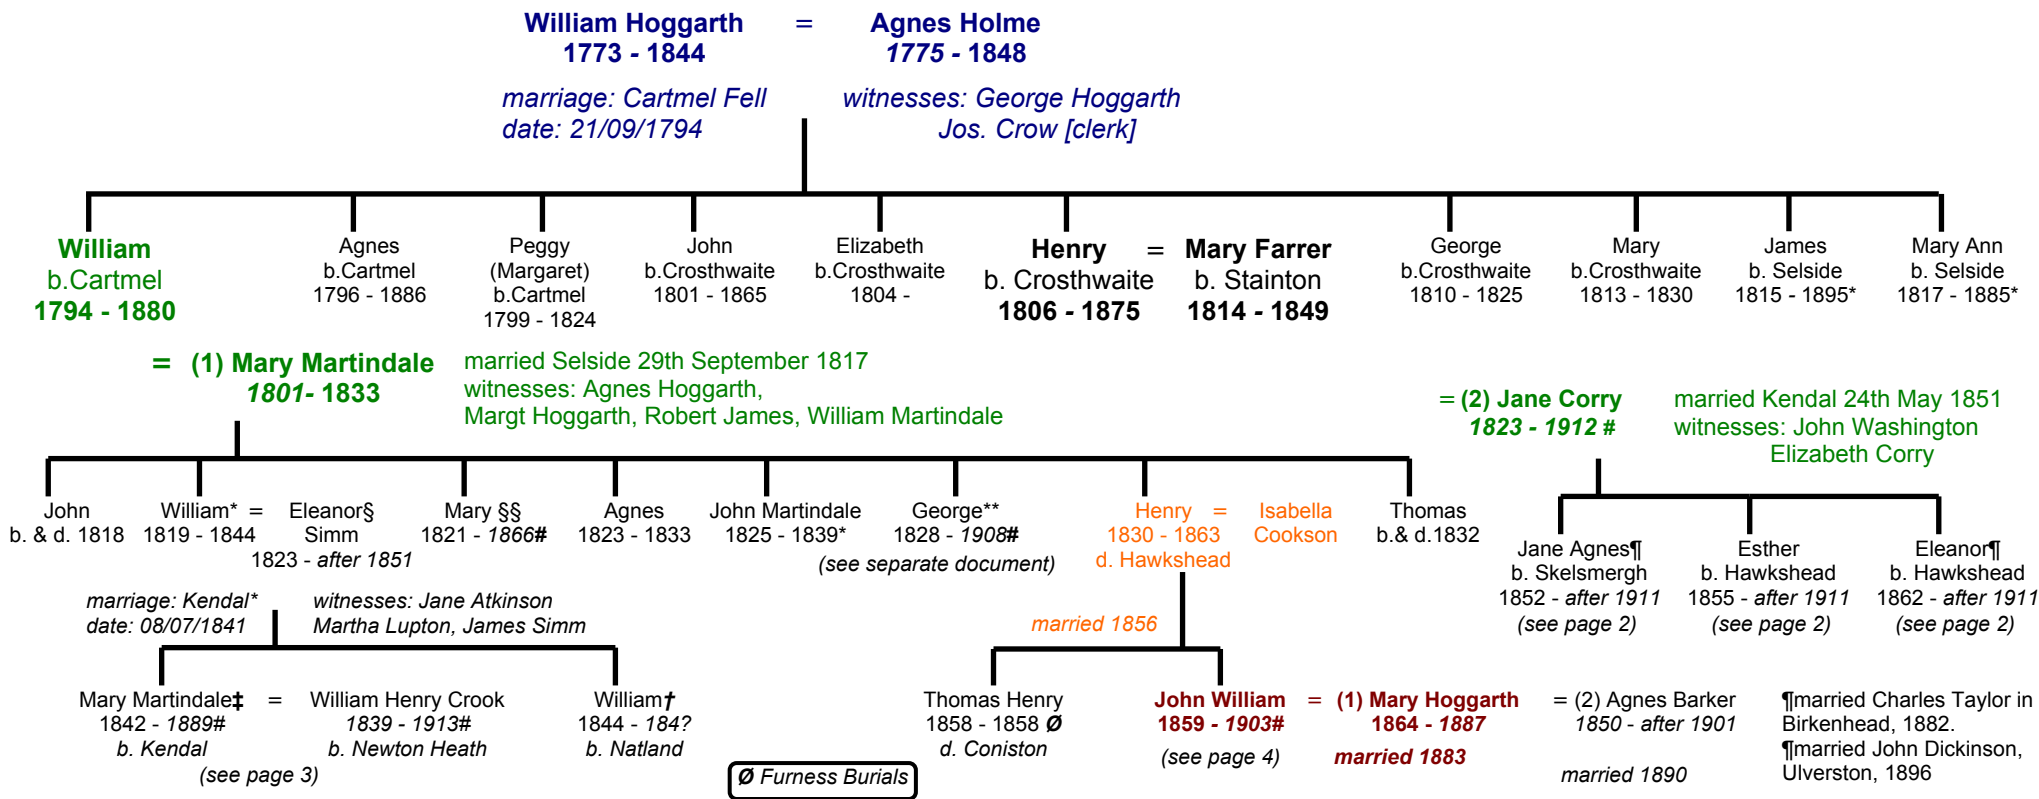 William Hoggarth = Agnes Holme
1773 - 1844 1775 - 1848
marriage: Cartmel Fell witnesses: George Hoggarth
date: 21/09/1794 Jos. Crow [clerk]
William
b.Cartmel
1794 - 1880
Agnes
b.Cartmel
1796 - 1886
Peggy
(Margaret)
b.Cartmel
1799 - 1824
John
b.Crosthwaite
1801 - 1865
Elizabeth
b.Crosthwaite
1804 -
Henry = Mary Farrer
b. Crosthwaite b. Stainton
1806 - 1875 1814 - 1849
George
b.Crosthwaite
1810 - 1825
Mary
b.Crosthwaite
1813 - 1830
James
b. Selside
1815 - 1895*
Mary Ann
b. Selside
1817 - 1885*
= (1) Mary Martindale
1801- 1833
married Selside 29th September 1817
witnesses: Agnes Hoggarth,
Margt Hoggarth, Robert James, William Martindale
= (2) Jane Corry
1823 - 1912 #
married Kendal 24th May 1851
witnesses: John Washington
Elizabeth Corry
John
b. & d. 1818
William* =
1819 - 1844
Eleanor§
Simm
1823 - after 1851
Mary §§
1821 - 1866#
Agnes
1823 - 1833
John Martindale
1825 - 1839*
George**
1828 - 1908#
(see separate document)
Henry =
1830 - 1863
d. Hawkshead
Isabella
Cookson
Thomas
b.& d.1832
Jane Agnes¶
b. Skelsmergh
1852 - after 1911
(see page 2)
Esther
b. Hawkshead
1855 - after 1911
(see page 2)
Eleanor¶
b. Hawkshead
1862 - after 1911
(see page 2)
marriage: Kendal* witnesses: Jane Atkinson
date: 08/07/1841 Martha Lupton, James Simm
married 1856
Mary Martindale‡ =
1842 - 1889#
b. Kendal
(see page 3)
William Henry Crook
1839 - 1913#
b. Newton Heath
William†
1844 - 184?
b. Natland
Thomas Henry
1858 - 1858 Ø
d. Coniston
John William
1859 - 1903#
(see page 4)
= (1) Mary Hoggarth
1864 - 1887
married 1883
= (2) Agnes Barker
1850 - after 1901
married 1890
¶married Charles Taylor in
Birkenhead, 1882.
¶married John Dickinson,
Ulverston, 1896
Ø Furness Burials